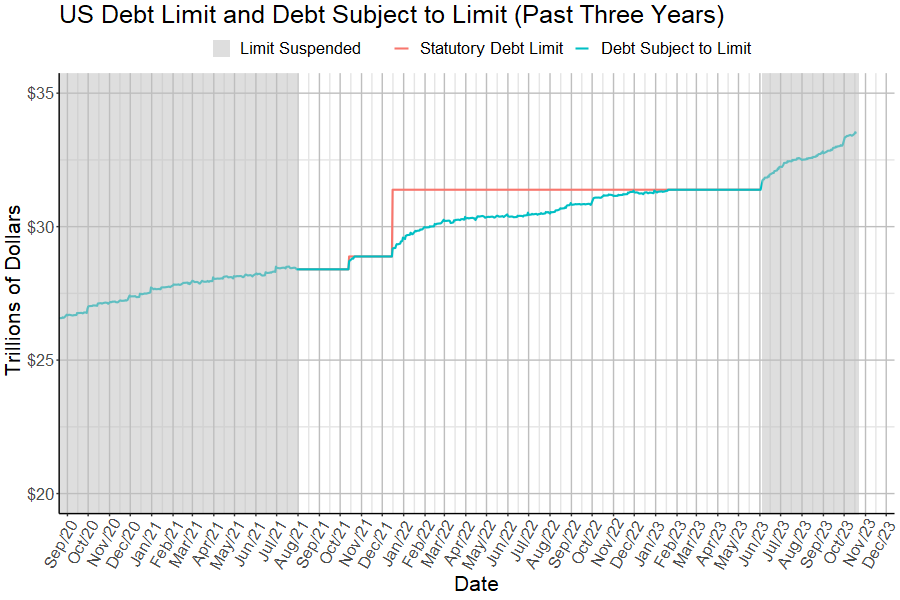 US Debt Limit and Debt Subject to Limit (Past Three Years)
Limit Suspended Statutory Debt Limit Debt Subject to Limit
Trillions of Dollars
$35
$30
$25
$20
Sep/20 Oct/20 Nov/20 Dec/20 Jan/21 Feb/21 Mar/21 Apr/21 May/21 Jun/21 Jul/21 Aug/21 Sep/21 Oct/21 Nov/21 Dec/21 Jan/22 Feb/22 Mar/22 Apr/22 May/22 Jun/22 Jul/22 Aug/22 Sep/22 Oct/22 Nov/22 Dec/22 Jan/23 Feb/23 Mar/23 Apr/23 May/23 Jun/23 Jul/23 Aug/23 Sep/23 Oct/23 Nov/23 Dec/23
Date